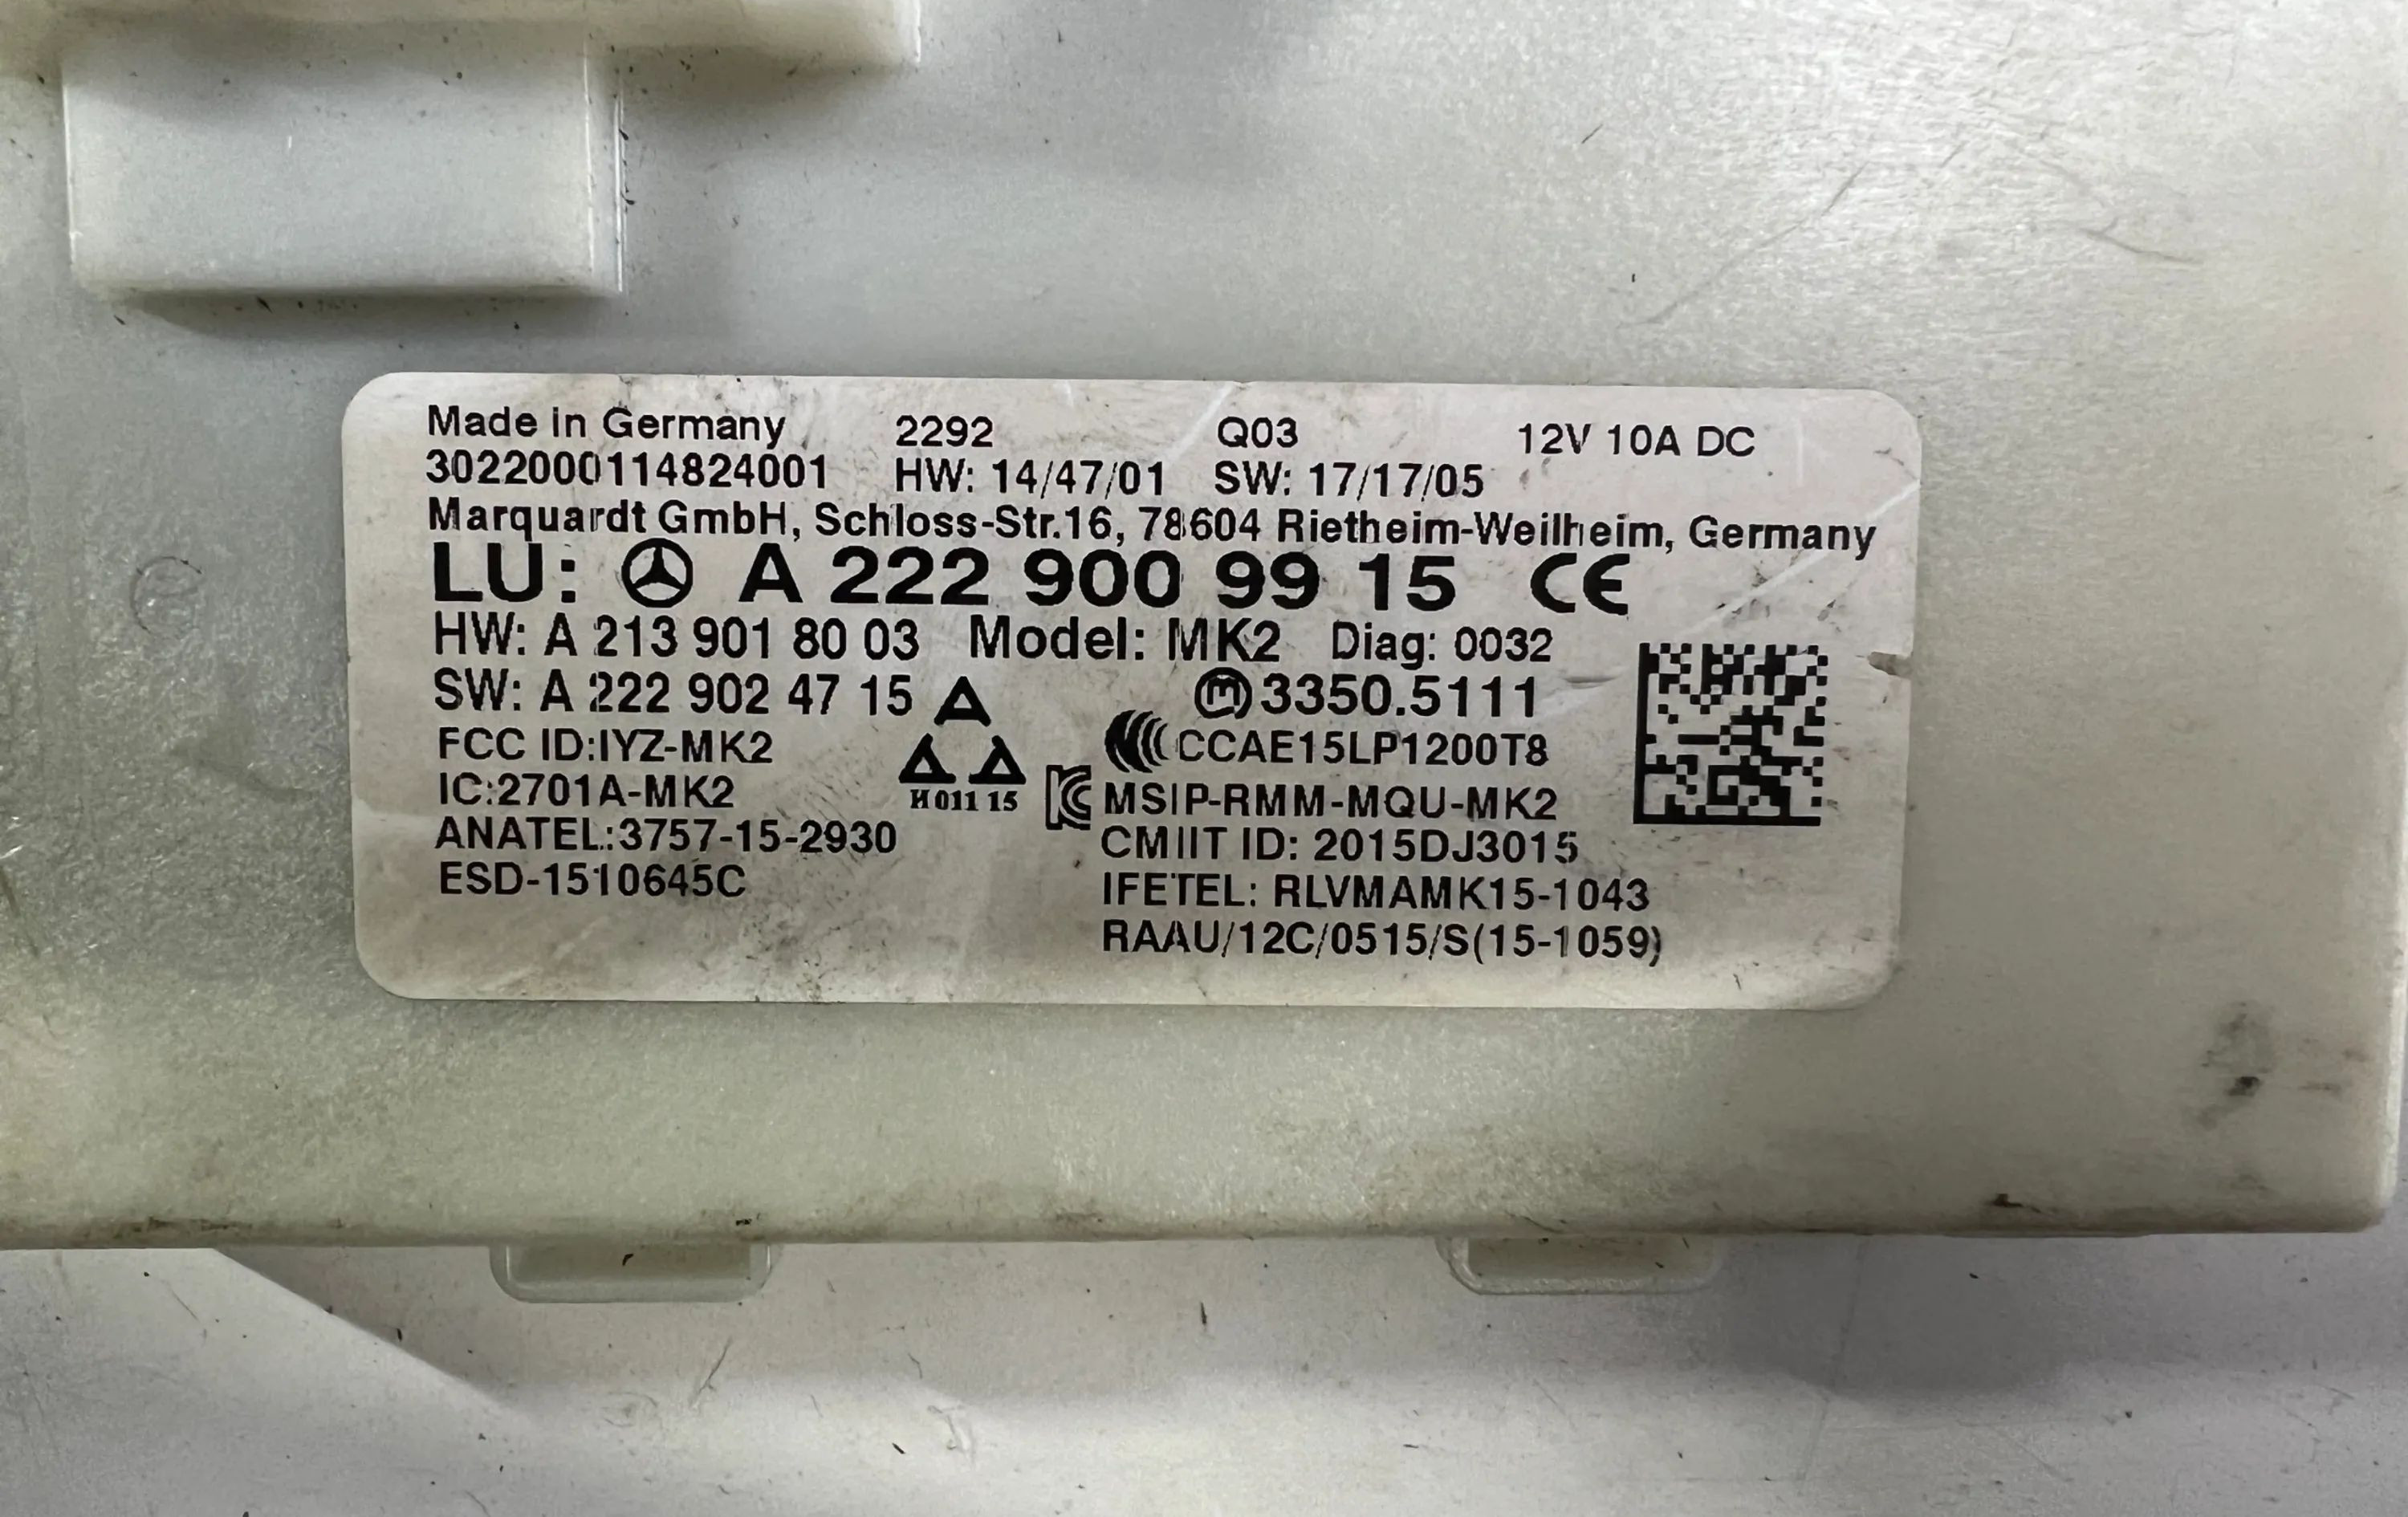 Made in Germany 2292 Q03 12V 10A DC
3022000114824001 HW: 14/47/01 SW: 17/17/05
Marquardt GmbH, Schloss-Str.16, 78604 Rietheim-Weilheim, Germany
LU: A 222 900 99 15 CE
HW: A 213 901 80 03 Model: MK2 Diag: 0032
SW: A 222 902 47 15 m 3350.5111
FCC ID:IYZ-MK2 CCAE15LP1200T8
IC:2701A-MK2 H 011 15 MSIP-RMM-MQU-MK2
ANATEL:3757-15-2930 CMIIT ID: 2015DJ3015
ESD-1510645C IFETEL: RLVMAMK15-1043
RAAU/12C/0515/S(15-1059)